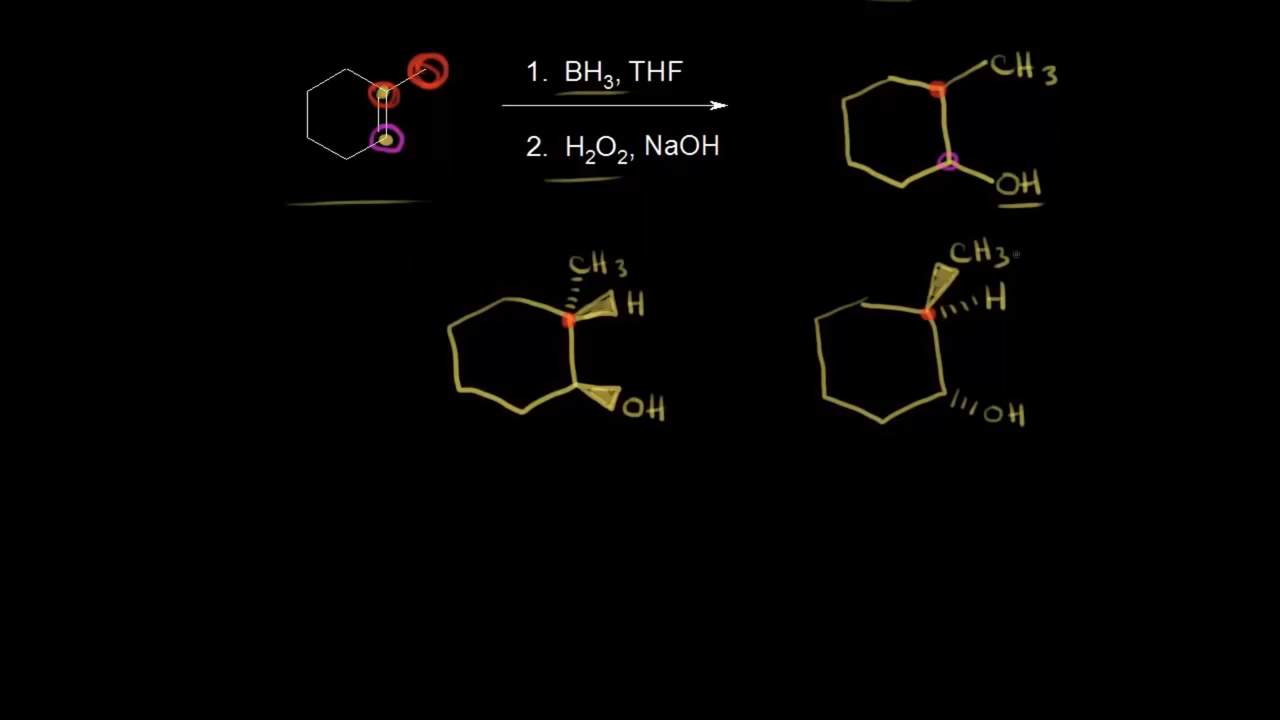 1. BH3, THF
2. H2O2, NaOH
CH3
OH
CH3
H
OH
CH3
H
OH